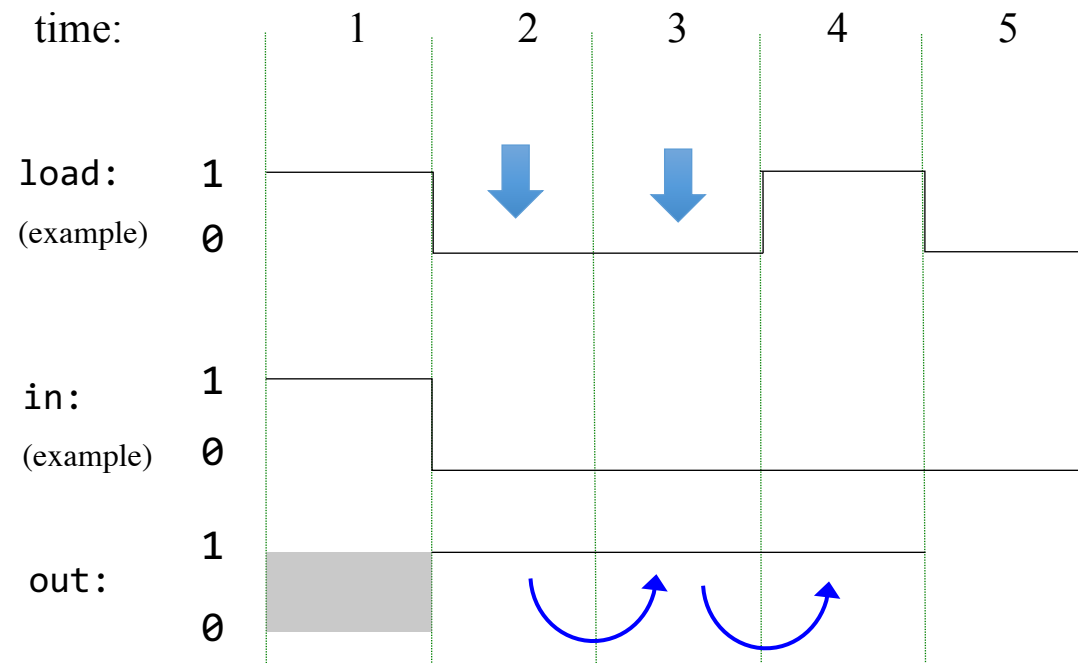 time: 1 2 3 4 5
load: 1
(example) 0
in: 1
(example) 0
out: 1
0